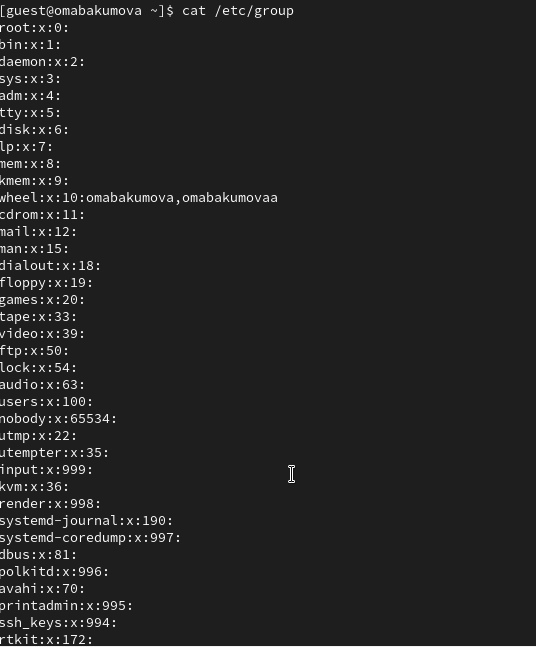 [guest@omabakumova ~]$ cat /etc/group
root:x:0:
bin:x:1:
daemon:x:2:
sys:x:3:
adm:x:4:
tty:x:5:
disk:x:6:
lp:x:7:
mem:x:8:
kmem:x:9:
wheel:x:10:omabakumova,omabakumovaa
cdrom:x:11:
mail:x:12:
man:x:15:
dialout:x:18:
floppy:x:19:
games:x:20:
tape:x:33:
video:x:39:
ftp:x:50:
lock:x:54:
audio:x:63:
users:x:100:
nobody:x:65534:
utmp:x:22:
utempter:x:35:
input:x:999:
kvm:x:36:
render:x:998:
systemd-journal:x:190:
systemd-coredump:x:997:
dbus:x:81:
polkitd:x:996:
avahi:x:70:
printadmin:x:995:
ssh_keys:x:994:
rtkit:x:172: